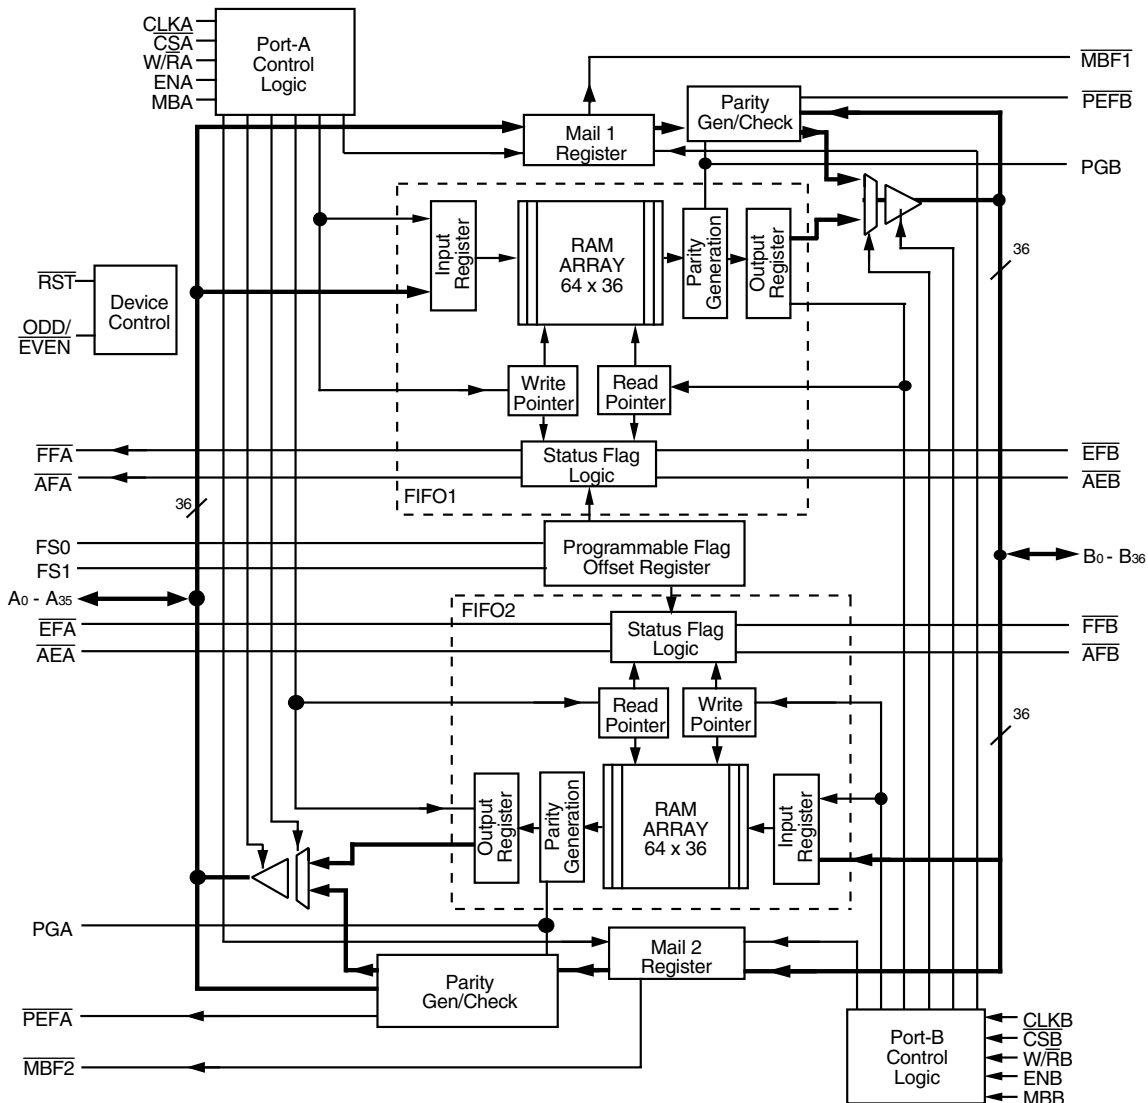 CLKA
CSA
W/RA
ENA
MBA
Port-A
Control
Logic
MBF1
PEFB
PGB
Mail 1
Register
Parity
Gen/Check
Input
Register
RAM
ARRAY
64 x 36
Parity
Generation
Output
Register
36
RST
ODD/
EVEN
Device
Control
Write
Pointer
Read
Pointer
FFA
AFA
Status Flag
Logic
EFB
AEB
FIFO1
36
FS0
FS1
Programmable Flag
Offset Register
A0 - A35
B0 - B36
FIFO2
EFA
AEA
Status Flag
Logic
FFB
AFB
Read
Pointer
Write
Pointer
36
Output
Register
Parity
Generation
RAM
ARRAY
64 x 36
Input
Register
PGA
Mail 2
Register
Parity
Gen/Check
PEFA
MBF2
Port-B
Control
Logic
CLKB
CSB
W/RB
ENB
MBB